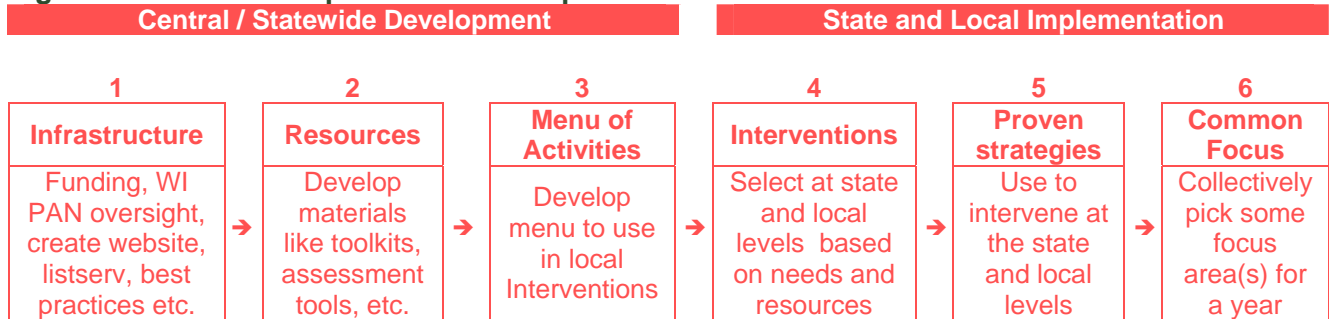 Central / Statewide Development
State and Local Implementation
1
Infrastructure
Funding, WI
PAN oversight,
create website,
listserv, best
practices etc.
➔
2
Resources
Develop
materials
like toolkits,
assessment
tools, etc.
➔
3
Menu of
Activities
Develop
menu to use
in local
Interventions
➔
4
Interventions
Select at state
and local
levels based
on needs and
resources
➔
5
Proven
strategies
Use to
intervene at
the state
and local
levels
➔
6
Common
Focus
Collectively
pick some
focus
area(s) for
a year